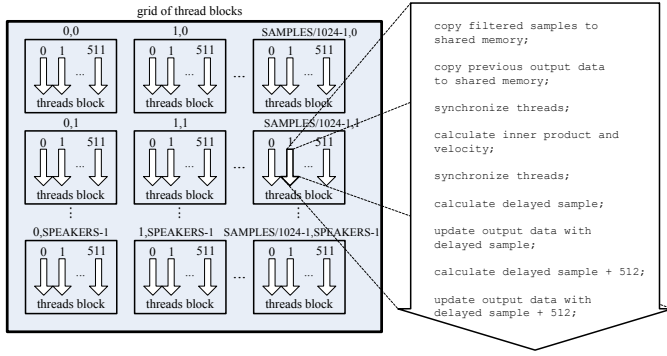 grid of thread blocks
0,0 1,0 SAMPLES/1024-1,0
0 1 511 0 1 511 0 1 511
... ... ... ... ...
threads block threads block threads block
0,1 1,1 SAMPLES/1024-1,1
0 1 511 0 1 511 0 1 511
... ... ... ... ...
threads block threads block threads block
0,SPEAKERS-1 1,SPEAKERS-1 SAMPLES/1024-1,SPEAKERS-1
0 1 511 0 1 511 0 1 511
... ... ... ... ...
threads block threads block threads block
copy filtered samples to
shared memory;
copy previous output data
to shared memory;
synchronize threads;
calculate inner product and
velocity;
synchronize threads;
calculate delayed sample;
update output data with
delayed sample;
calculate delayed sample + 512;
update output data with
delayed sample + 512;